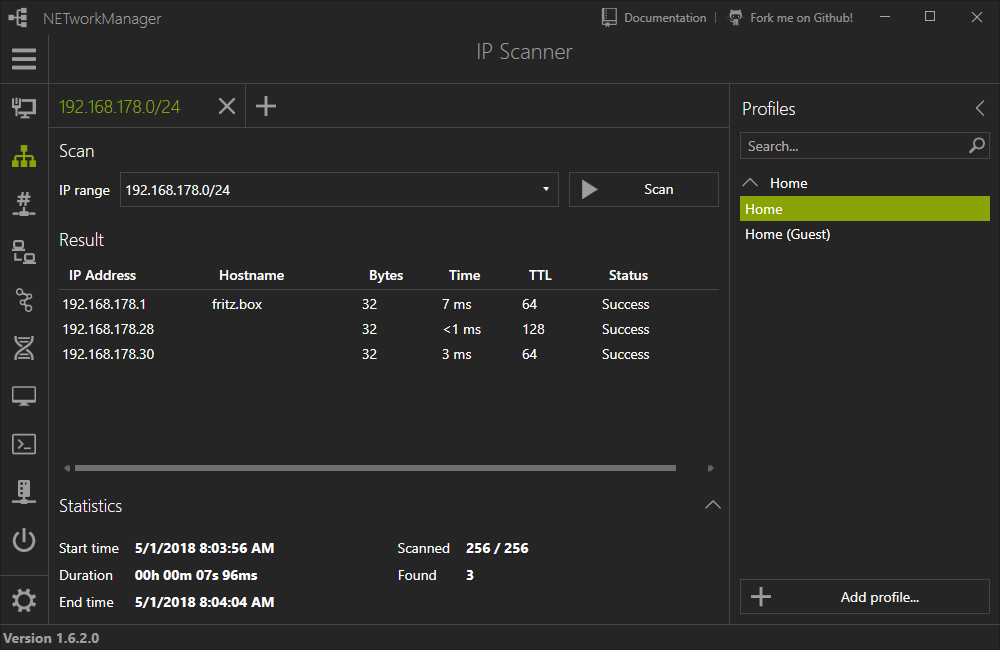 NETworkManager
Documentation
Fork me on Github!
IP Scanner
192.168.178.0/24
Scan
IP range 192.168.178.0/24 Scan
Result
IP Address Hostname Bytes Time TTL Status
192.168.178.1 fritz.box 32 7 ms 64 Success
192.168.178.28 32 <1 ms 128 Success
192.168.178.30 32 3 ms 64 Success
Statistics
Start time 5/1/2018 8:03:56 AM Scanned 256 / 256
Duration 00h 00m 07s 96ms Found 3
End time 5/1/2018 8:04:04 AM
Profiles
Search...
Home
Home
Home (Guest)
Add profile...
Version 1.6.2.0